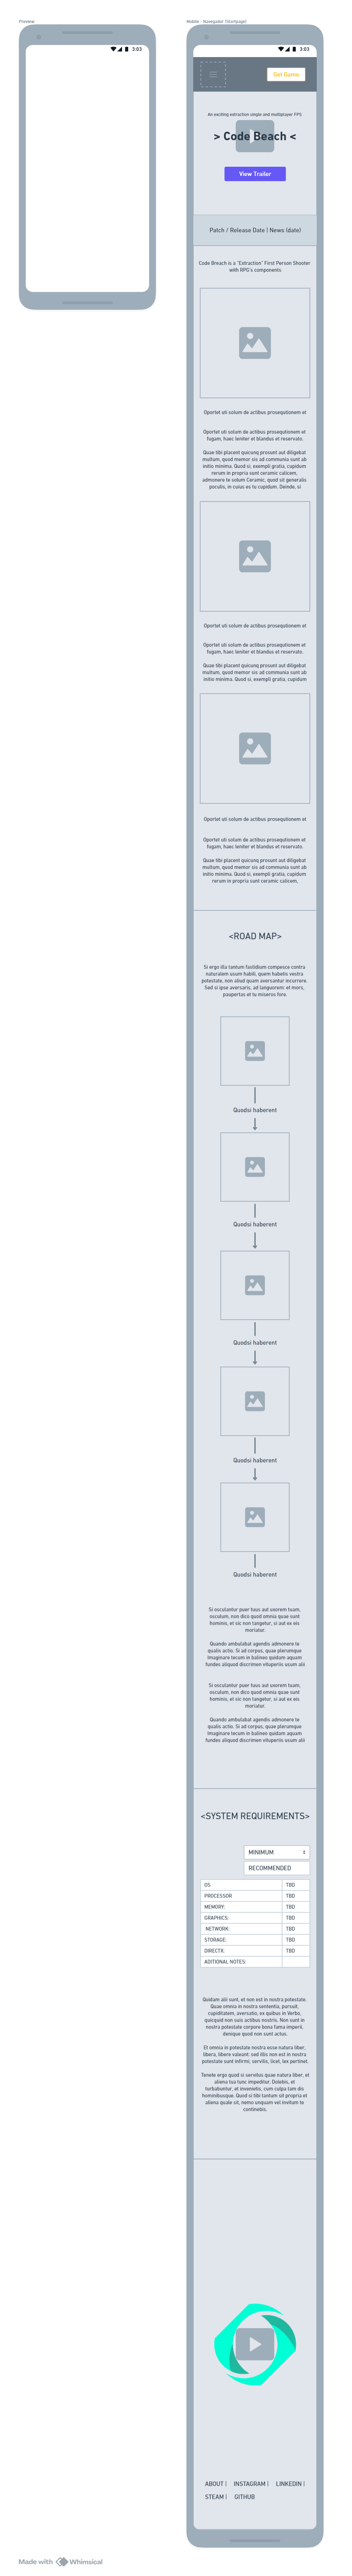 Preview
Mobile - Navegador (Startpage)
3:03
3:03
Get Game
An exciting extraction single and multiplayer FPS
> Code Beach <
View Trailer
Patch / Release Date | News (date)
Code Breach is a "Extraction" First Person Shooter
with RPG's components
Oportet uti solum de actibus prosequtionem et
Oportet uti solum de actibus prosequtionem et
fugam, haec leniter et blandus et reservato.
Quae tibi placent quicunq prosunt aut diligebat
multum, quod memor sis ad communia sunt ab
initio minima. Quod si, exempli gratia, cupidum
rerum in propria sunt ceramic calicem,
admonere te solum Ceramic, quod sit generalis
poculis, in cuius es tu cupidum. Deinde, si
Oportet uti solum de actibus prosequtionem et
Oportet uti solum de actibus prosequtionem et
fugam, haec leniter et blandus et reservato.
Quae tibi placent quicunq prosunt aut diligebat
multum, quod memor sis ad communia sunt ab
initio minima. Quod si, exempli gratia, cupidum
Oportet uti solum de actibus prosequtionem et
Oportet uti solum de actibus prosequtionem et
fugam, haec leniter et blandus et reservato.
Quae tibi placent quicunq prosunt aut diligebat
multum, quod memor sis ad communia sunt ab
initio minima. Quod si, exempli gratia, cupidum
rerum in propria sunt ceramic calicem,
<ROAD MAP>
Si ergo illa tantum fastidium compesce contra
naturalem usum habili, quem habetis vestra
potestate, non aliud quam aversantur incurrere.
Sed si ipse aversaris, ad languorem: et mors,
paupertas et tu miseros fore.
Quodsi haberent
Quodsi haberent
Quodsi haberent
Quodsi haberent
Quodsi haberent
Si osculantur puer tuus aut uxorem tuam,
osculum, non dico quod omnia quae sunt
hominis, et sic non tangetur, si aut ex eis
moriatur.
Quando ambulabat agendis admonere te
qualis actio. Si ad corpus, quae plerumque
Imaginare tecum in balineo quidam aquam
fundes aliquod discrimen vituperiis usum alii
Si osculantur puer tuus aut uxorem tuam,
osculum, non dico quod omnia quae sunt
hominis, et sic non tangetur, si aut ex eis
moriatur.
Quando ambulabat agendis admonere te
qualis actio. Si ad corpus, quae plerumque
Imaginare tecum in balineo quidam aquam
fundes aliquod discrimen vituperiis usum alii
<SYSTEM REQUIREMENTS>
MINIMUM
RECOMMENDED
OS TBD
PROCESSOR TBD
MEMORY: TBD
GRAPHICS: TBD
NETWORK: TBD
STORAGE: TBD
DIRECTX: TBD
ADITIONAL NOTES:
Quidam alii sunt, et non est in nostra potestate.
Quae omnia in nostra sententia, pursuit,
cupiditatem, aversatio, ex quibus in Verbo,
quicquid non suis actibus nostris. Non sunt in
nostra potestate corpore bona fama imperii,
denique quod non sunt actus.
Et omnia in potestate nostra esse natura liber,
libera, libere valeant: sed illis non est in nostra
potestate sunt infirmi, servilis, licet, lex pertinet.
Tenete ergo quod si servitus quae natura liber, et
aliena tua tunc impeditur. Dolebis, et
turbabuntur, et invenietis, cum culpa tam dis
hominibusque. Quod si tibi tantum sit propria et
aliena quale sit, nemo unquam vel invitum te
continebis.
ABOUT | INSTAGRAM | LINKEDIN |
STEAM | GITHUB
Made with Whimsical